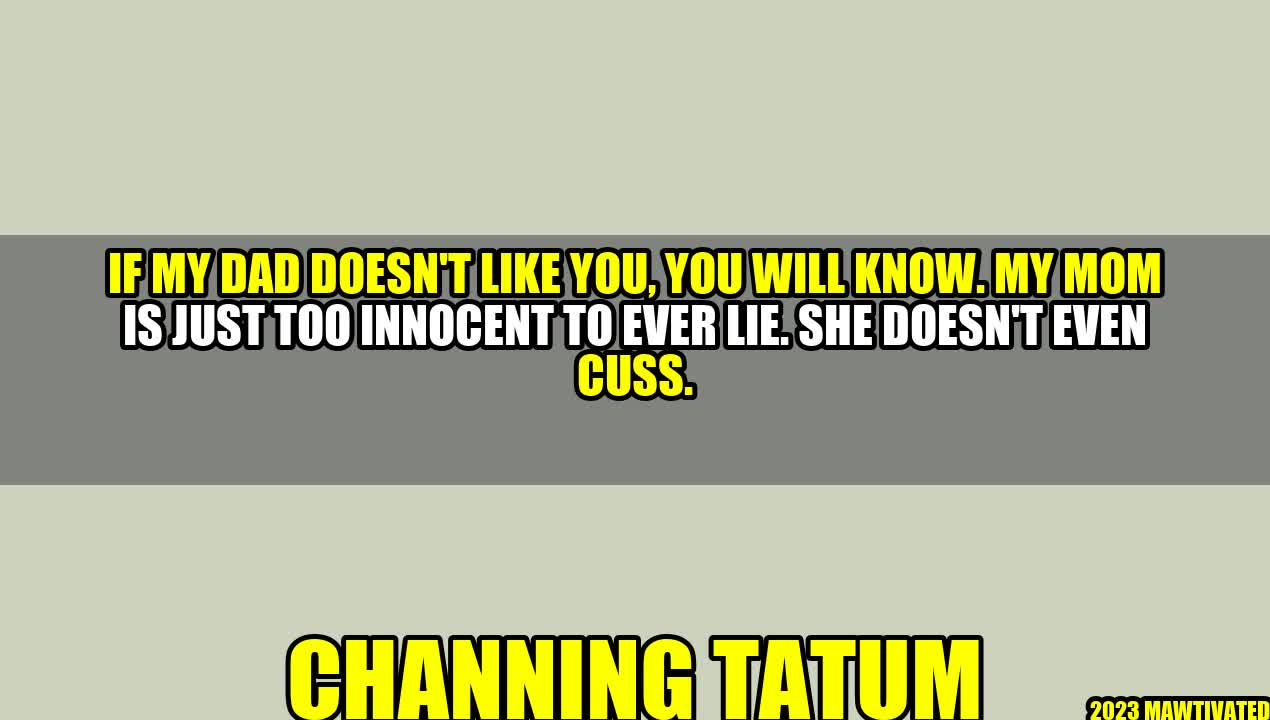 IF MY DAD DOESN'T LIKE YOU, YOU WILL KNOW. MY MOM
IS JUST TOO INNOCENT TO EVER LIE. SHE DOESN'T EVEN
CUSS.
CHANNING TATUM
2023 MAWTIVATED